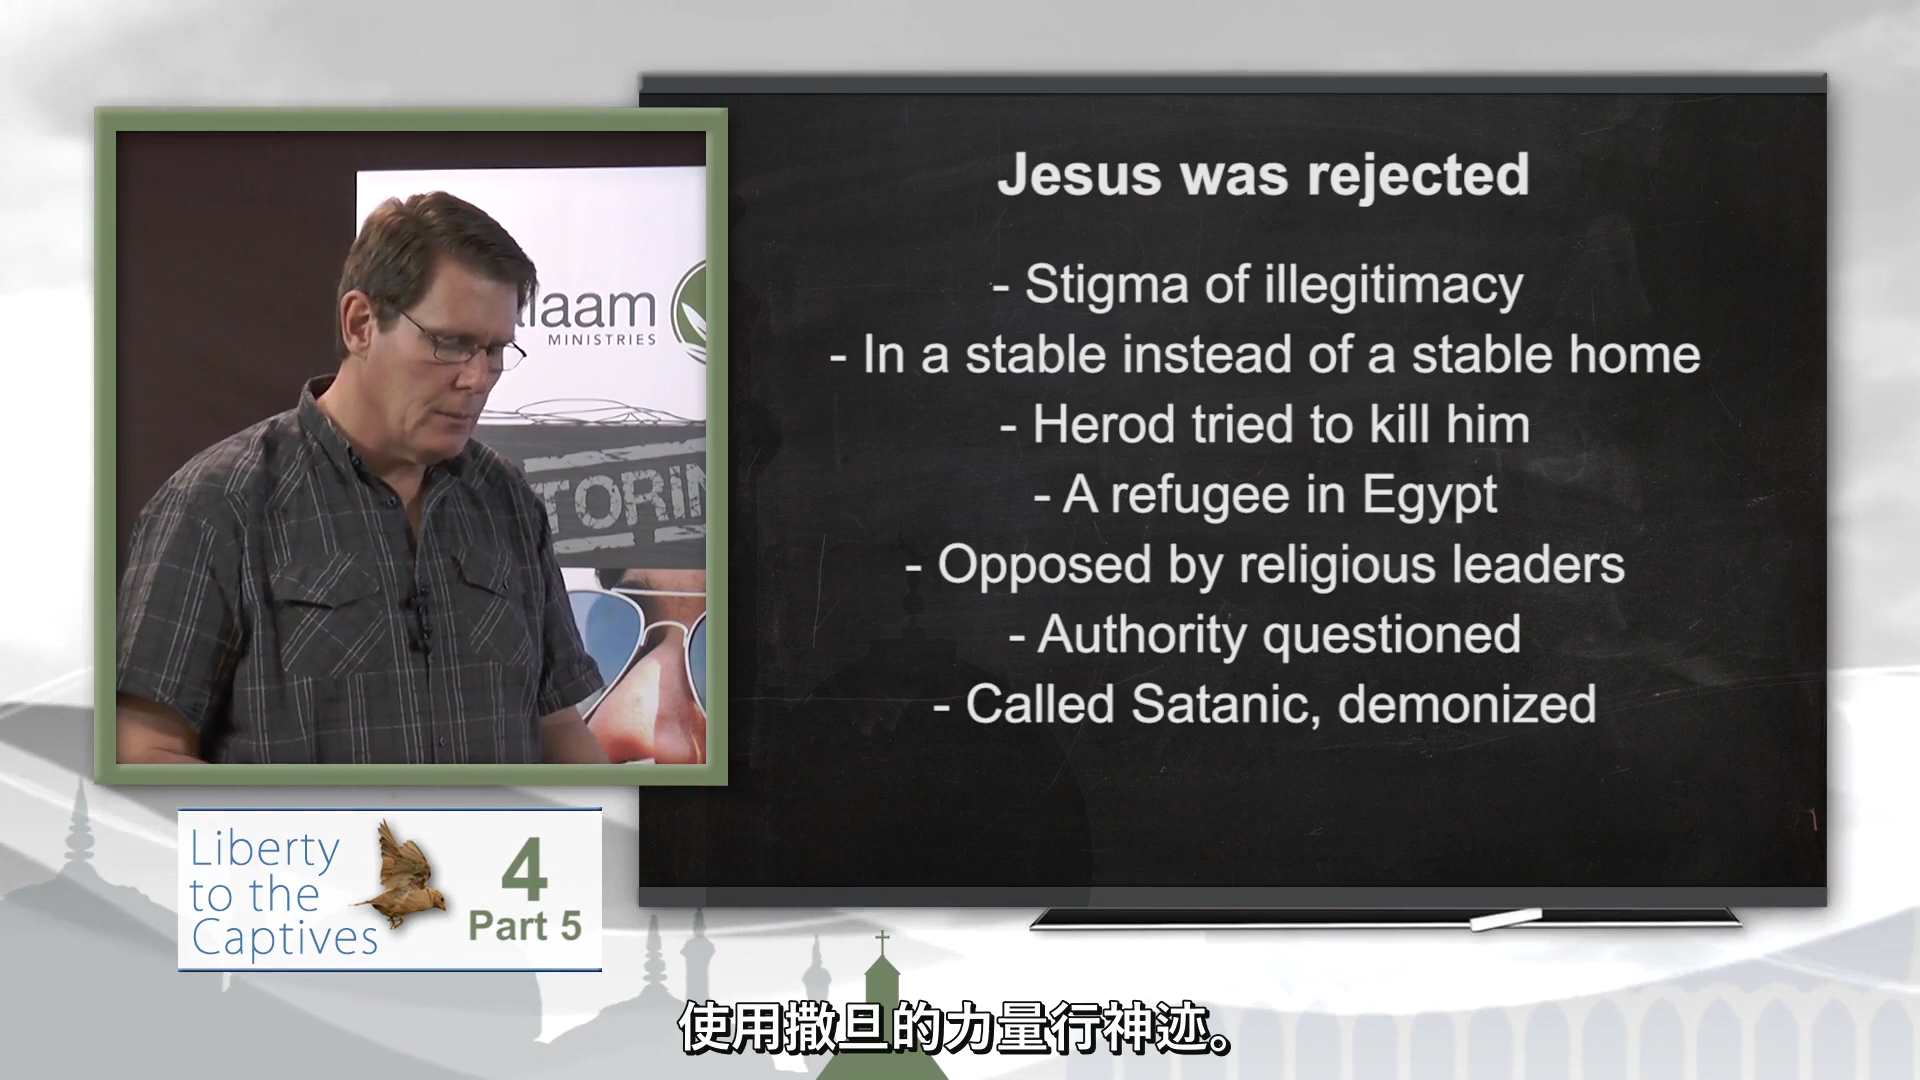 laam
MINISTRIES
TORIN
Jesus was rejected
- Stigma of illegitimacy
- In a stable instead of a stable home
- Herod tried to kill him
- A refugee in Egypt
- Opposed by religious leaders
- Authority questioned
- Called Satanic, demonized
Liberty
to the
Captives
4
Part 5
使用撒旦的力量行神迹。